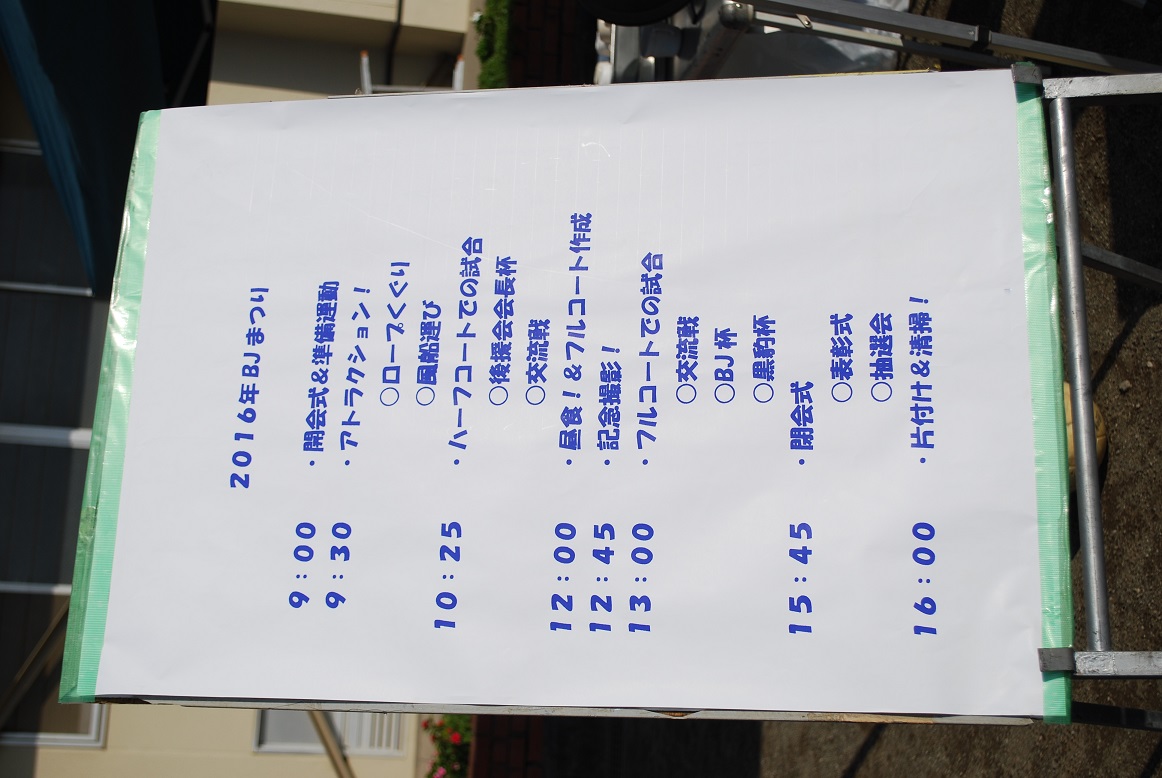 2016年BJまつり
9:00 ・開会式&準備運動
9:30 ・アトラクション!
○ロープくぐり
○風船運び
10:25 ・ハーフコートでの試合
○後援会会長杯
○交流戦
12:00 ・昼食!&フルコート作成
12:45 ・記念撮影!
13:00 ・フルコートでの試合
○交流戦
○BJ杯
○黒豹杯
15:45 ・閉会式
○表彰式
○抽選会
16:00 ・片付け&清掃!